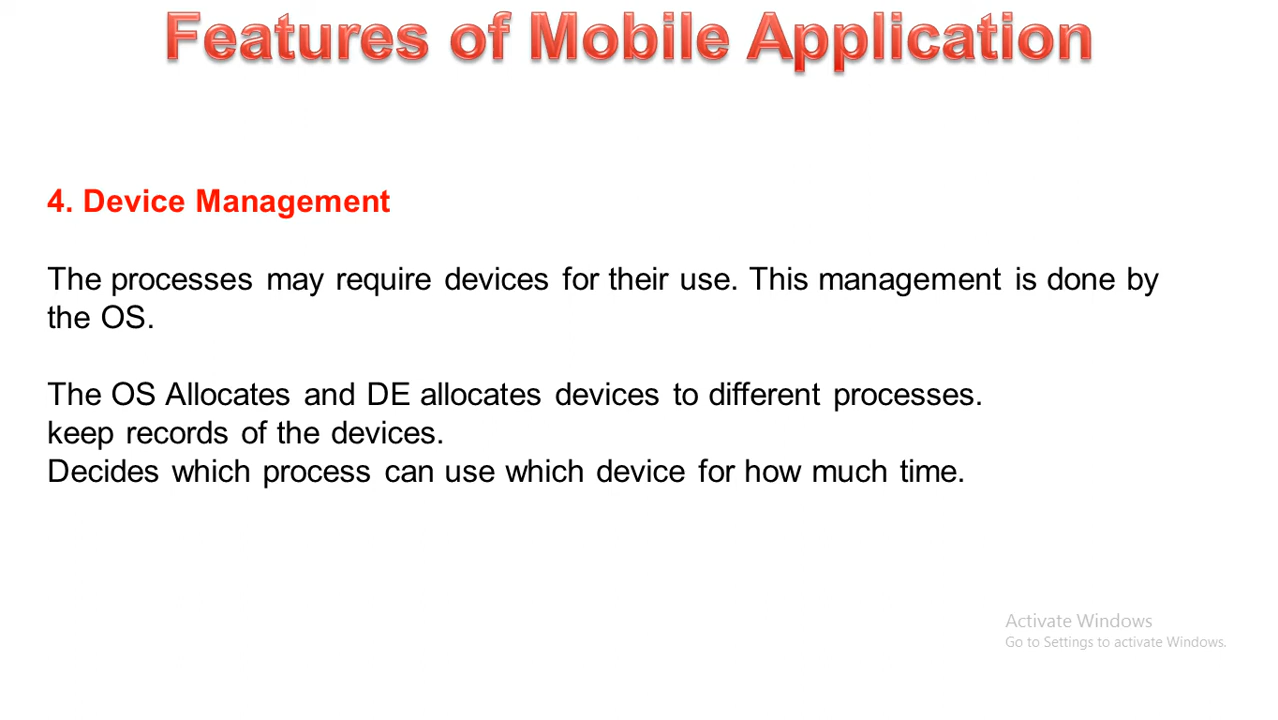 Features of Mobile Application
4. Device Management
The processes may require devices for their use. This management is done by
the OS.
The OS Allocates and DE allocates devices to different processes.
keep records of the devices.
Decides which process can use which device for how much time.
Activate Windows
Go to Settings to activate Windows.